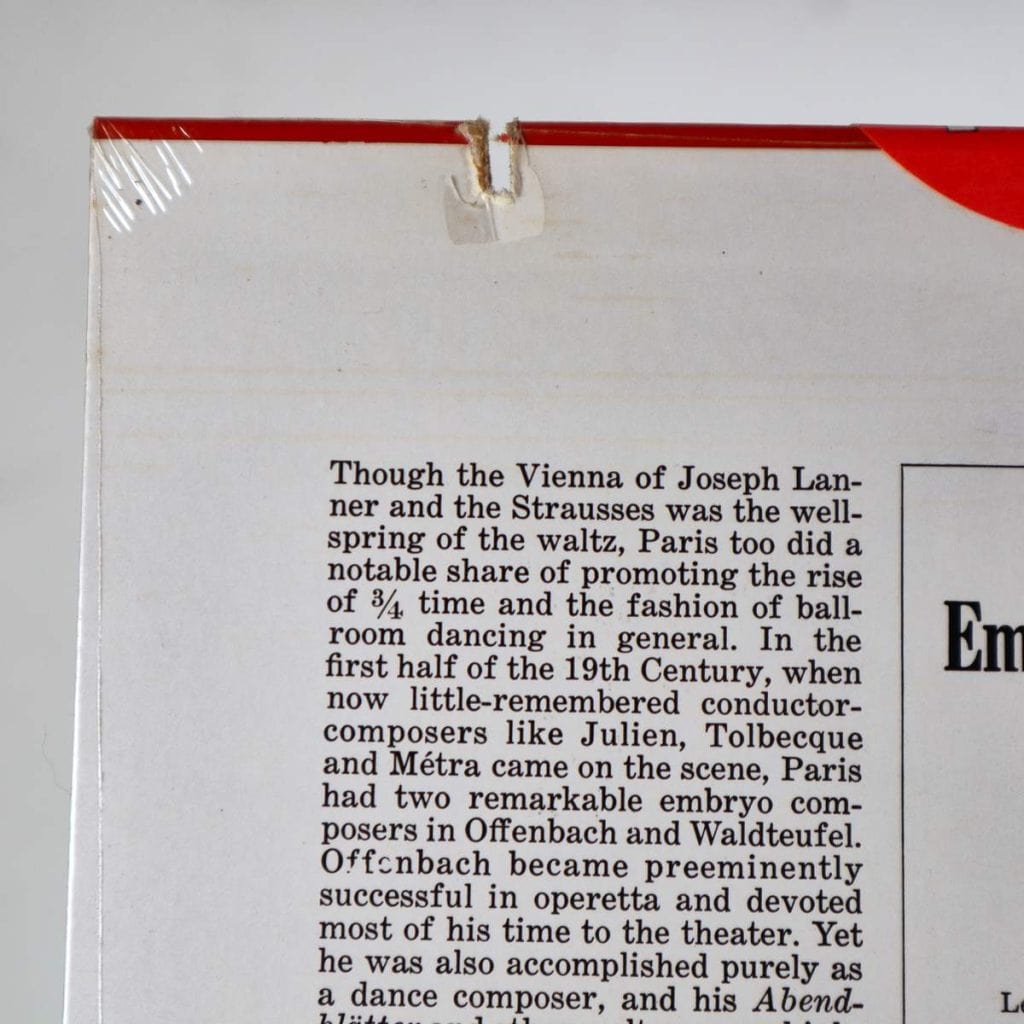 Though the Vienna of Joseph Lan-
ner and the Strausses was the well-
spring of the waltz, Paris too did a
notable share of promoting the rise
of ¾ time and the fashion of ball-
room dancing in general. In the
first half of the 19th Century, when
now little-remembered conductor-
composers like Julien, Tolbecque
and Métra came on the scene, Paris
had two remarkable embryo com-
posers in Offenbach and Waldteufel.
Offenbach became preeminently
successful in operetta and devoted
most of his time to the theater. Yet
he was also accomplished purely as
a dance composer, and his Abend-
Em